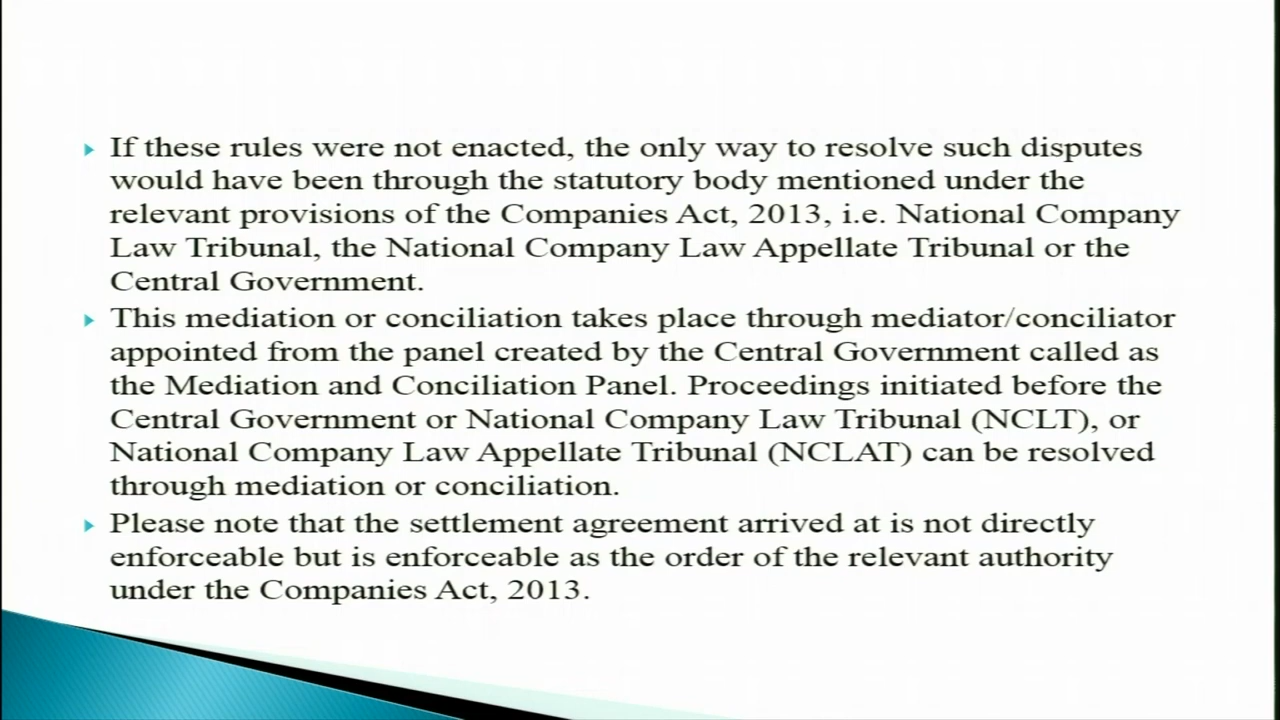 If these rules were not enacted, the only way to resolve such disputes
would have been through the statutory body mentioned under the
relevant provisions of the Companies Act, 2013, i.e. National Company
Law Tribunal, the National Company Law Appellate Tribunal or the
Central Government.
This mediation or conciliation takes place through mediator/conciliator
appointed from the panel created by the Central Government called as
the Mediation and Conciliation Panel. Proceedings initiated before the
Central Government or National Company Law Tribunal (NCLT), or
National Company Law Appellate Tribunal (NCLAT) can be resolved
through mediation or conciliation.
Please note that the settlement agreement arrived at is not directly
enforceable but is enforceable as the order of the relevant authority
under the Companies Act, 2013.